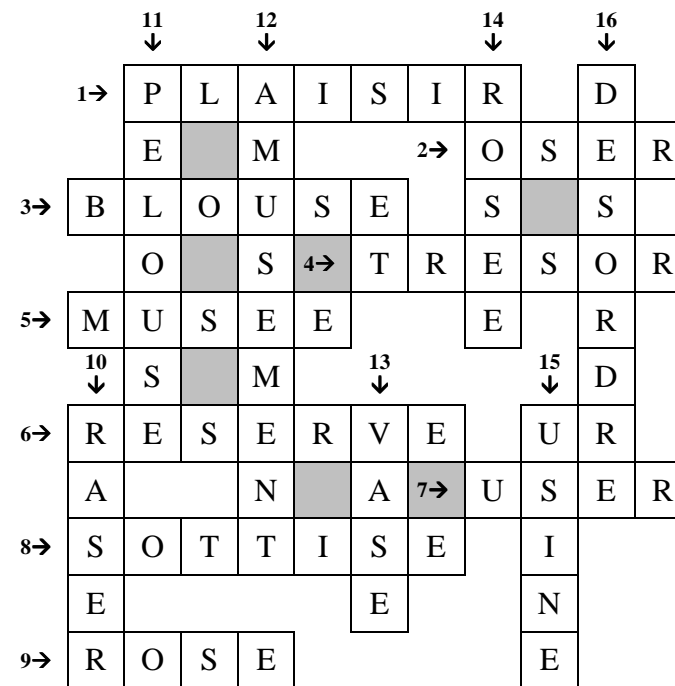 11 12 14 16
↓ ↓ ↓ ↓
1→ P L A I S I R D
E M 2→ O S E R
3→ B L O U S E S S
O S 4→ T R E S O R
5→ M U S E E E R
10 ↓ S M 13 ↓ 15 ↓ D
6→ R E S E R V E U R
A N A 7→ U S E R
8→ S O T T I S E I
E E N
9→ R O S E E